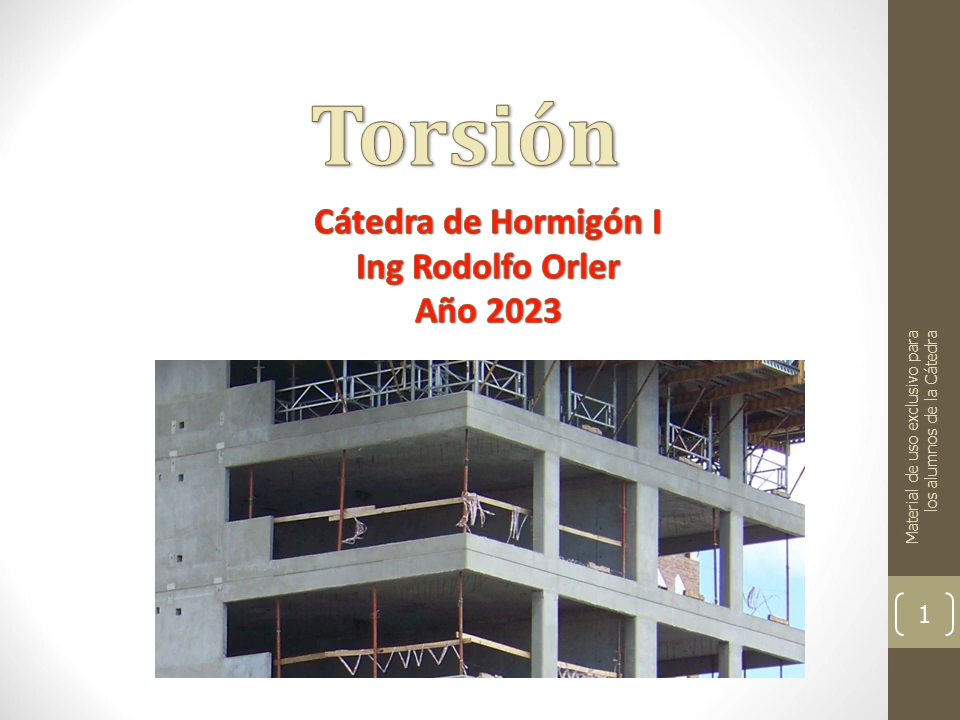 Torsión
Cátedra de Hormigón I
Ing Rodolfo Orler
Año 2023
Material de uso exclusivo para
los alumnos de la Cátedra
1